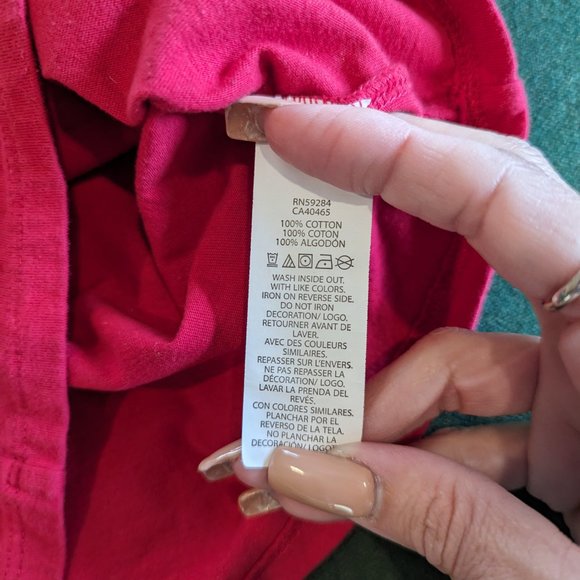 RN59284
CA40465
100% COTTON
100% COTON
100% ALGODÓN
WASH INSIDE OUT.
WITH LIKE COLORS.
IRON ON REVERSE SIDE.
DO NOT IRON
DECORATION/ LOGO.
RETOURNER AVANT DE
LAVER.
AVEC DES COULEURS
SIMILAIRES.
REPASSER SUR L'ENVERS.
NE PAS REPASSER LA
DÉCORATION/ LOGO.
LAVAR LA PRENDA DEL
REVÉS.
CON COLORES SIMILARES.
PLANCHAR POR EL
REVERSO DE LA TELA.
NO PLANCHAR LA
DECORACIÓN/LOGO